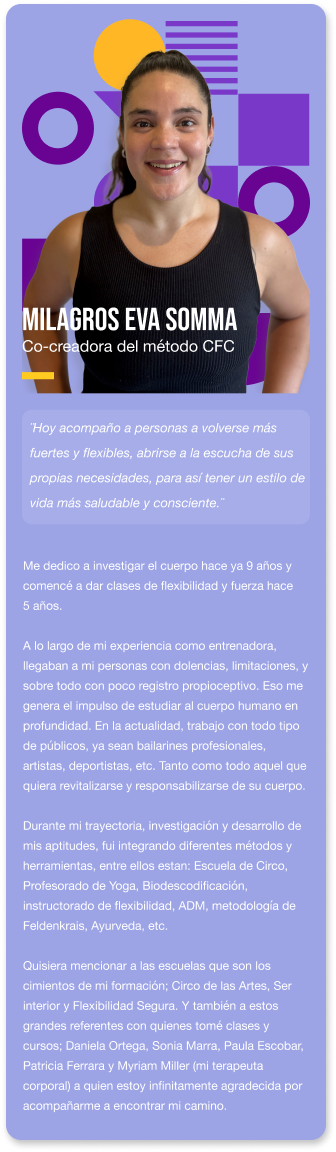 MILAGROS EVA SOMMA
Co-creadora del método CFC
¨Hoy acompaño a personas a volverse más
fuertes y flexibles, abrirse a la escucha de sus
propias necesidades, para así tener un estilo de
vida más saludable y consciente.¨
Me dedico a investigar el cuerpo hace ya 9 años y
comencé a dar clases de flexibilidad y fuerza hace
5 años.
A lo largo de mi experiencia como entrenadora,
llegaban a mi personas con dolencias, limitaciones, y
sobre todo con poco registro propioceptivo. Eso me
genera el impulso de estudiar al cuerpo humano en
profundidad. En la actualidad, trabajo con todo tipo
de públicos, ya sean bailarines profesionales,
artistas, deportistas, etc. Tanto como todo aquel que
quiera revitalizarse y responsabilizarse de su cuerpo.
Durante mi trayectoria, investigación y desarrollo de
mis aptitudes, fui integrando diferentes métodos y
herramientas, entre ellos estan: Escuela de Circo,
Profesorado de Yoga, Biodescodificación,
instructorado de flexibilidad, ADM, metodología de
Feldenkrais, Ayurveda, etc.
Quisiera mencionar a las escuelas que son los
cimientos de mi formación; Circo de las Artes, Ser
interior y Flexibilidad Segura. Y también a estos
grandes referentes con quienes tomé clases y
cursos; Daniela Ortega, Sonia Marra, Paula Escobar,
Patricia Ferrara y Myriam Miller (mi terapeuta
corporal) a quien estoy infinitamente agradecida por
acompañarme a encontrar mi camino.